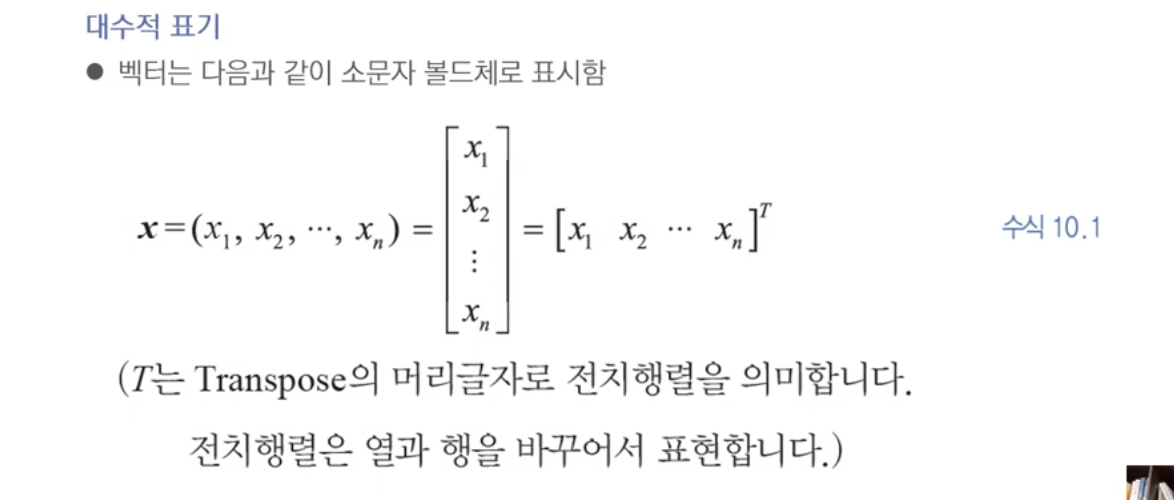 대수적 표기
● 벡터는 다음과 같이 소문자 볼드체로 표시함
x=(x₁, x₂, ⋯, xₙ) = [x₁ x₂ ⋮ xₙ] = [x₁ x₂ ⋯ xₙ]ᵀ 수식 10.1
(T는 Transpose의 머리글자로 전치행렬을 의미합니다.
전치행렬은 열과 행을 바꾸어서 표현합니다.)